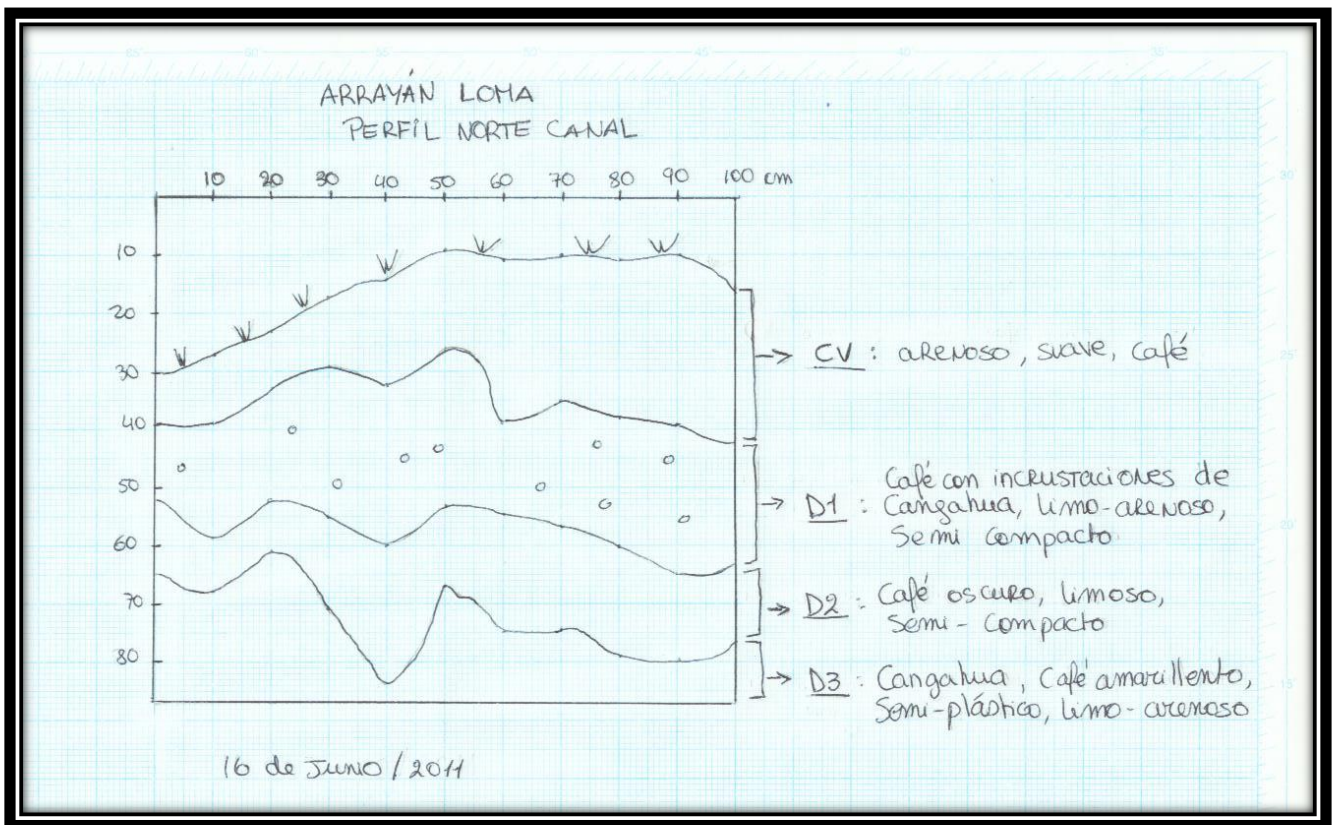 ARRAYÁN LOMA
PERFIL NORTE CANAL
10 20 30 40 50 60 70 80 90 100 cm
10
20
30
40
50
60
70
80
CV : ARENOSO, SUAVE, Café
Café con incrustaciones de
D1 : Cangahua, limo-arenoso,
Semi compacto
D2 : Café oscuro, limoso,
Semi-compacto
D3 : Cangahua, Café amarillento,
Semi-plástico, limo-arenoso
16 de Junio / 2011